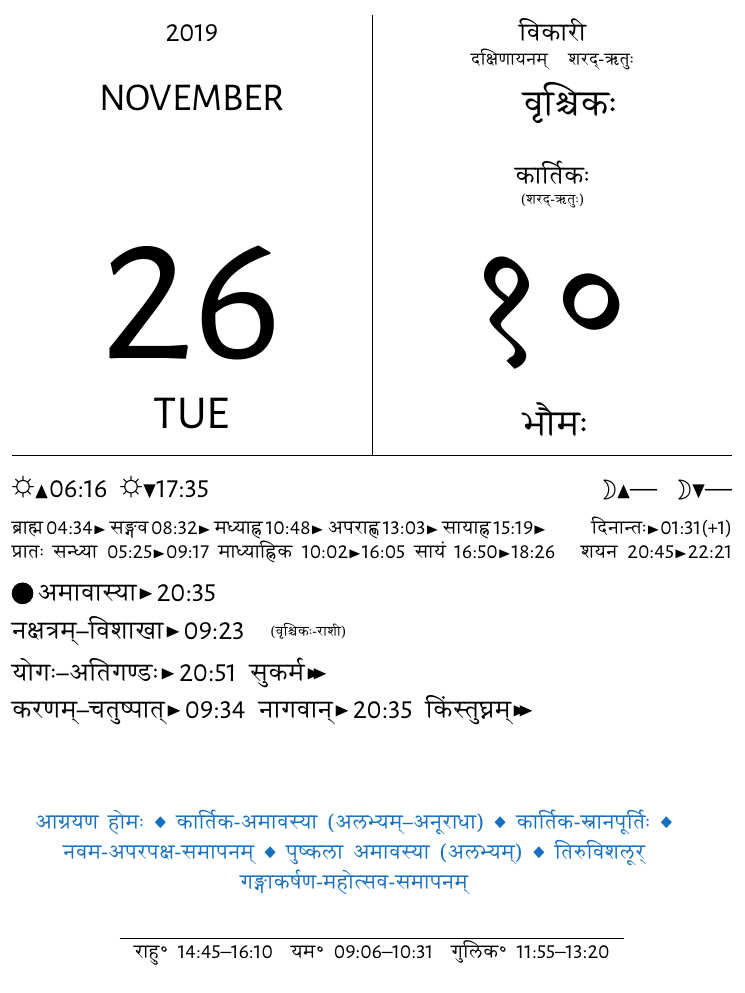 2019
NOVEMBER
26
TUE
विकारी
दक्षिणायनम् शरद्-ऋतुः
वृश्चिकः
कार्तिकः
(शरद्-ऋतुः)
१०
भौमः
☼▲06:16 ☼▼17:35 ☽▲— ☽▼—
ब्राह्म 04:34► सङ्गव 08:32► मध्याह्न 10:48► अपराह्ण 13:03► सायाह्न 15:19► दिनान्तः►01:31(+1)
प्रातः सन्ध्या 05:25►09:17 माध्याह्निक 10:02►16:05 सायं 16:50►18:26 शयन 20:45►22:21
●अमावास्या►20:35
नक्षत्रम्–विशाखा►09:23 (वृश्चिकः-राशी)
योगः–अतिगण्डः►20:51 सुकर्म►►
करणम्–चतुष्पात्►09:34 नागवान्►20:35 किंस्तुघ्नम्►►
आग्रयण होमः ◆ कार्तिक-अमावस्या (अलभ्यम्–अनूराधा) ◆ कार्तिक-स्नानपूर्तिः ◆
नवम-अपरपक्ष-समापनम् ◆ पुष्कला अमावस्या (अलभ्यम्) ◆ तिरुविशलूर्
गङ्गाकर्षण-महोत्सव-समापनम्
राहु° 14:45–16:10 यम° 09:06–10:31 गुलिक° 11:55–13:20